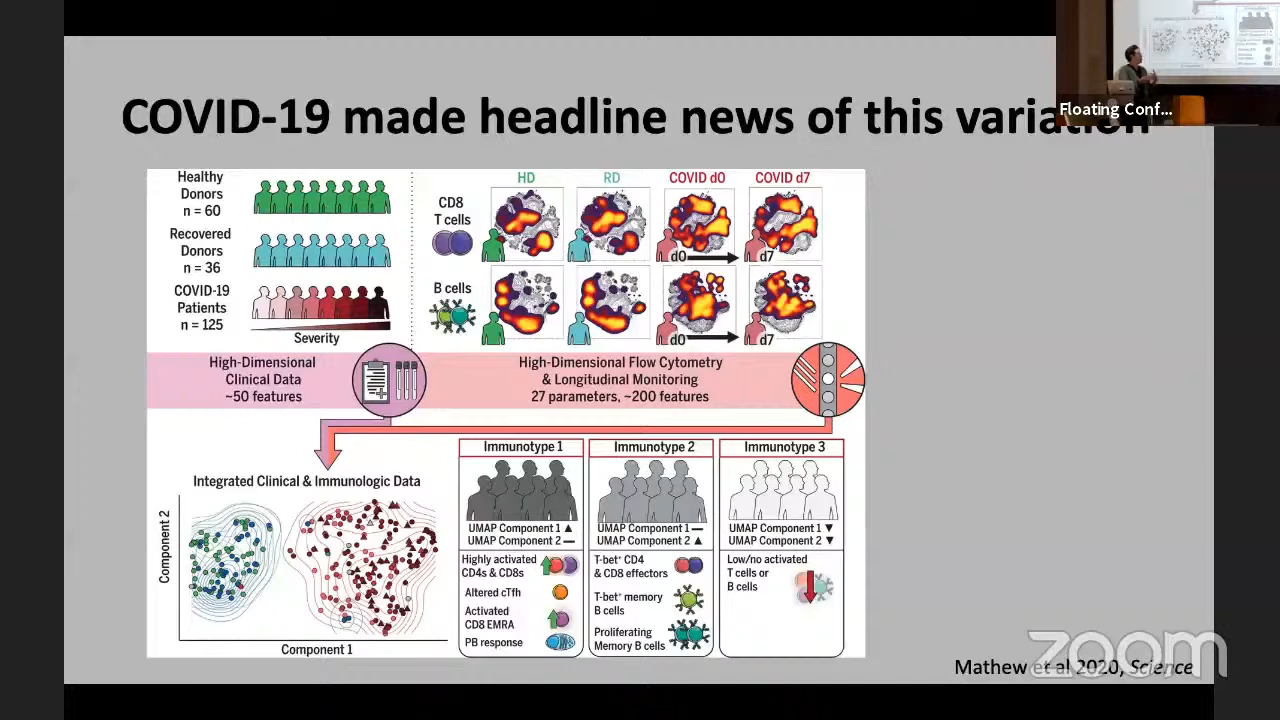 COVID-19 made headline news of this variation
Floating Conf...
Healthy
Donors
n = 60
Recovered
Donors
n = 36
COVID-19
Patients
n = 125
Severity
HD
RD
COVID d0
COVID d7
CD8
T cells
d0
d7
B cells
d0
d7
High-Dimensional
Clinical Data
~50 features
High-Dimensional Flow Cytometry
& Longitudinal Monitoring
27 parameters, ~200 features
Integrated Clinical & Immunologic Data
Component 2
Component 1
Immunotype 1
UMAP Component 1 ▲
UMAP Component 2 —
Highly activated
CD4s & CD8s
Altered cTfh
Activated
CD8 EMRA
PB response
Immunotype 2
UMAP Component 1 —
UMAP Component 2 ▲
T-bet⁺ CD4
& CD8 effectors
T-bet⁺ memory
B cells
Proliferating
Memory B cells
Immunotype 3
UMAP Component 1 ▼
UMAP Component 2 ▼
Low/no activated
T cells or
B cells
Mathew et al 2020, Science
zoom